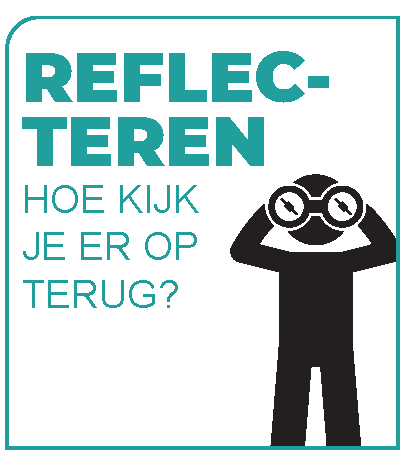 REFLEC-
TEREN
HOE KIJK
JE ER OP
TERUG?